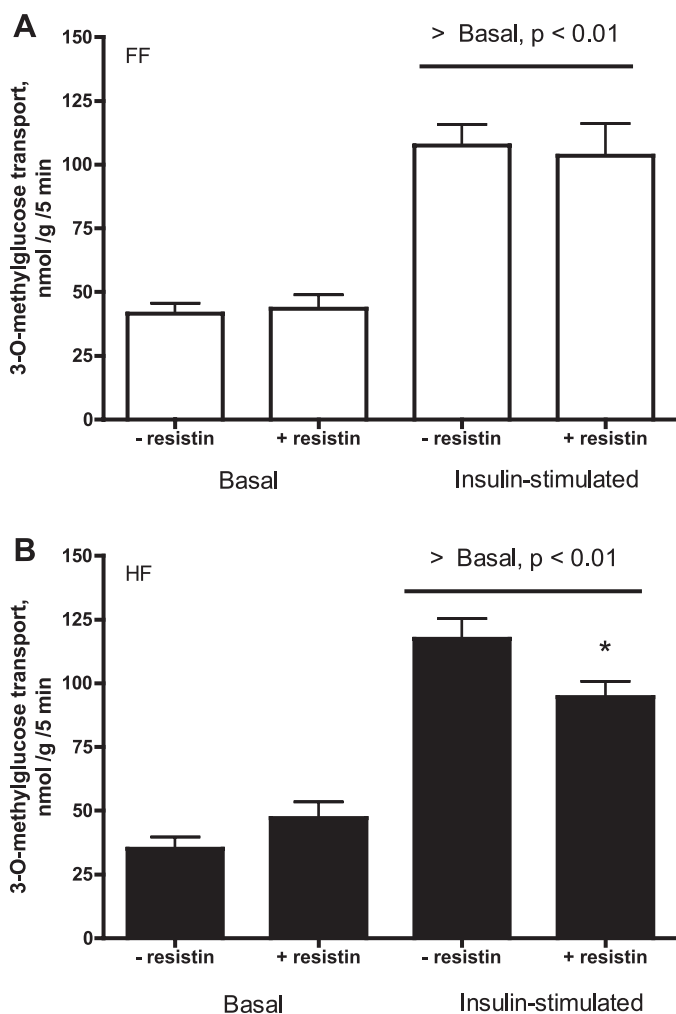 A
FF
> Basal, p < 0.01
3-O-methylglucose transport,
nmol /g /5 min
150
125
100
75
50
25
0
- resistin + resistin - resistin + resistin
Basal Insulin-stimulated
B
HF
> Basal, p < 0.01
*
3-O-methylglucose transport,
nmol /g /5 min
150
125
100
75
50
25
0
- resistin + resistin - resistin + resistin
Basal Insulin-stimulated